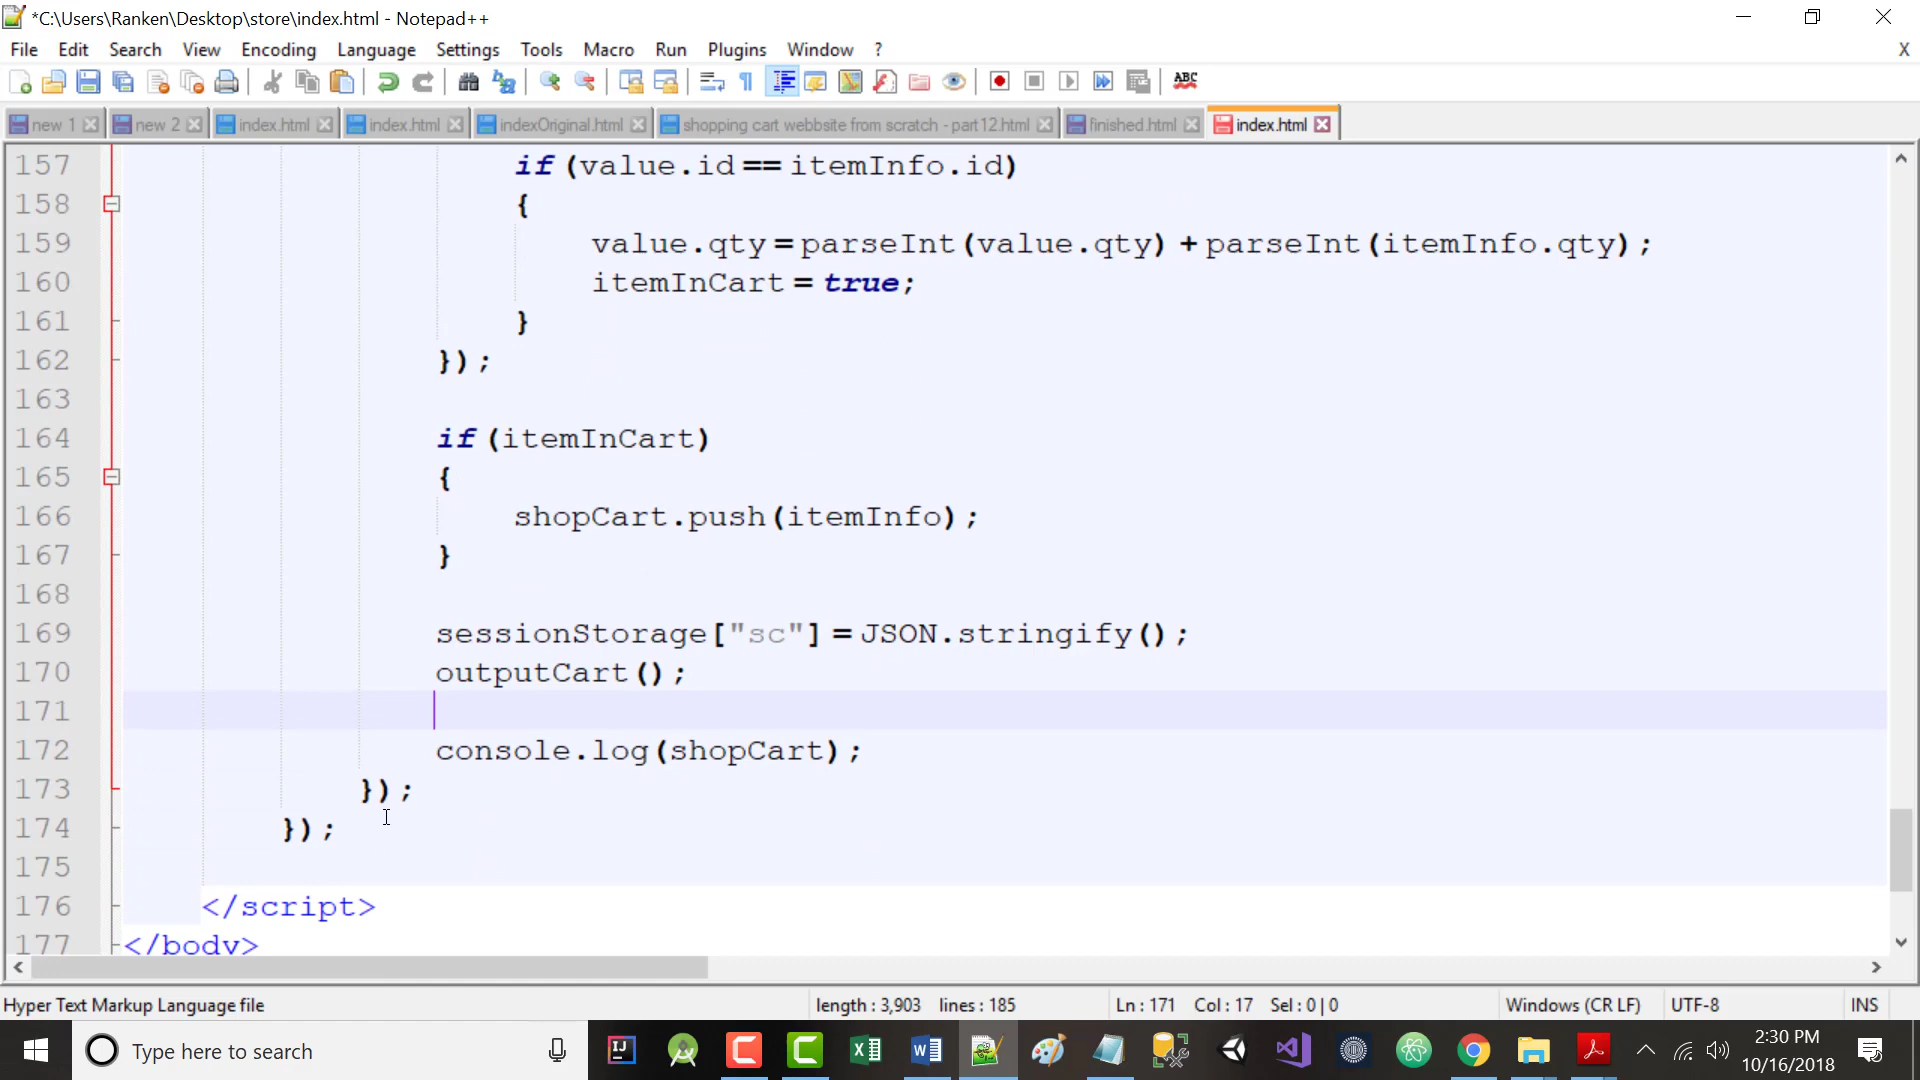 *C:\Users\Ranken\Desktop\store\index.html - Notepad++
File Edit Search View Encoding Language Settings Tools Macro Run Plugins Window ? X
ABC
new 1 new 2 index.html index.html indexOriginal.html shopping cart webbsite from scratch - part12.html finished.html index.html
157 if (value.id == itemInfo.id)
158 {
159 value.qty = parseInt(value.qty) + parseInt(itemInfo.qty);
160 itemInCart = true;
161 }
162 });
163
164 if (itemInCart)
165 {
166 shopCart.push(itemInfo);
167 }
168
169 sessionStorage["sc"] = JSON.stringify();
170 outputCart();
171
172 console.log(shopCart);
173 });
174 });
175
176 </script>
177 </body>
Hyper Text Markup Language file length : 3,903 lines : 185 Ln : 171 Col : 17 Sel : 0 | 0 Windows (CR LF) UTF-8 INS
Type here to search
2:30 PM
10/16/2018